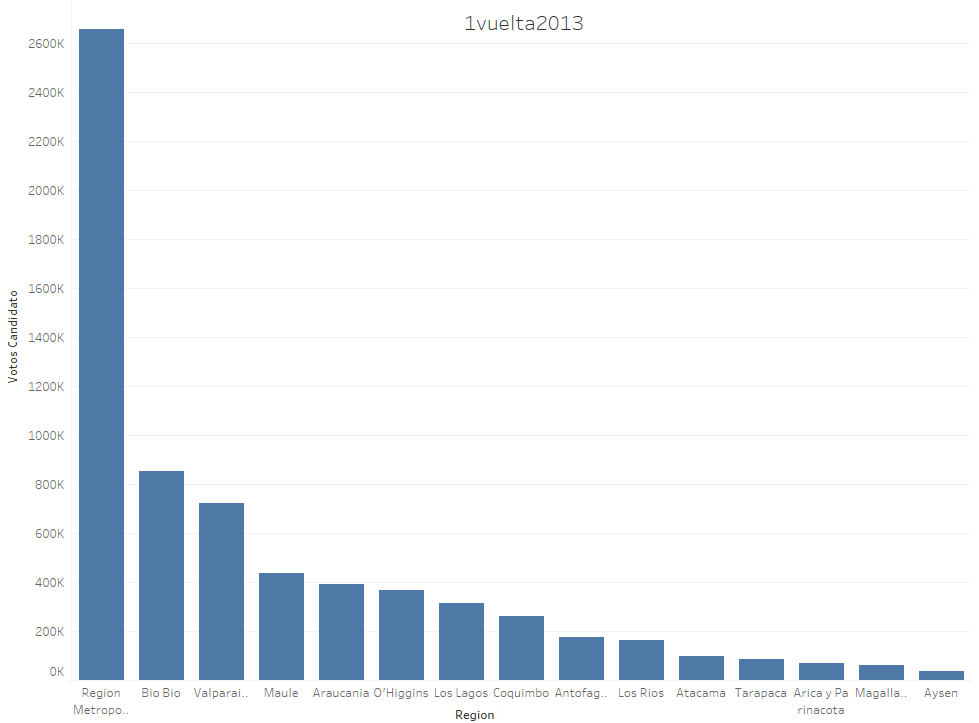 1vuelta2013
2600K
2400K
2200K
2000K
1800K
1600K
1400K
1200K
1000K
800K
600K
400K
200K
0K
Votos Candidato
Region Metropo..
Bio Bio
Valparai..
Maule
Araucania
O'Higgins
Los Lagos
Coquimbo
Antofag..
Los Rios
Atacama
Tarapaca
Arica y Pa
rinacota
Magalla..
Aysen
Region